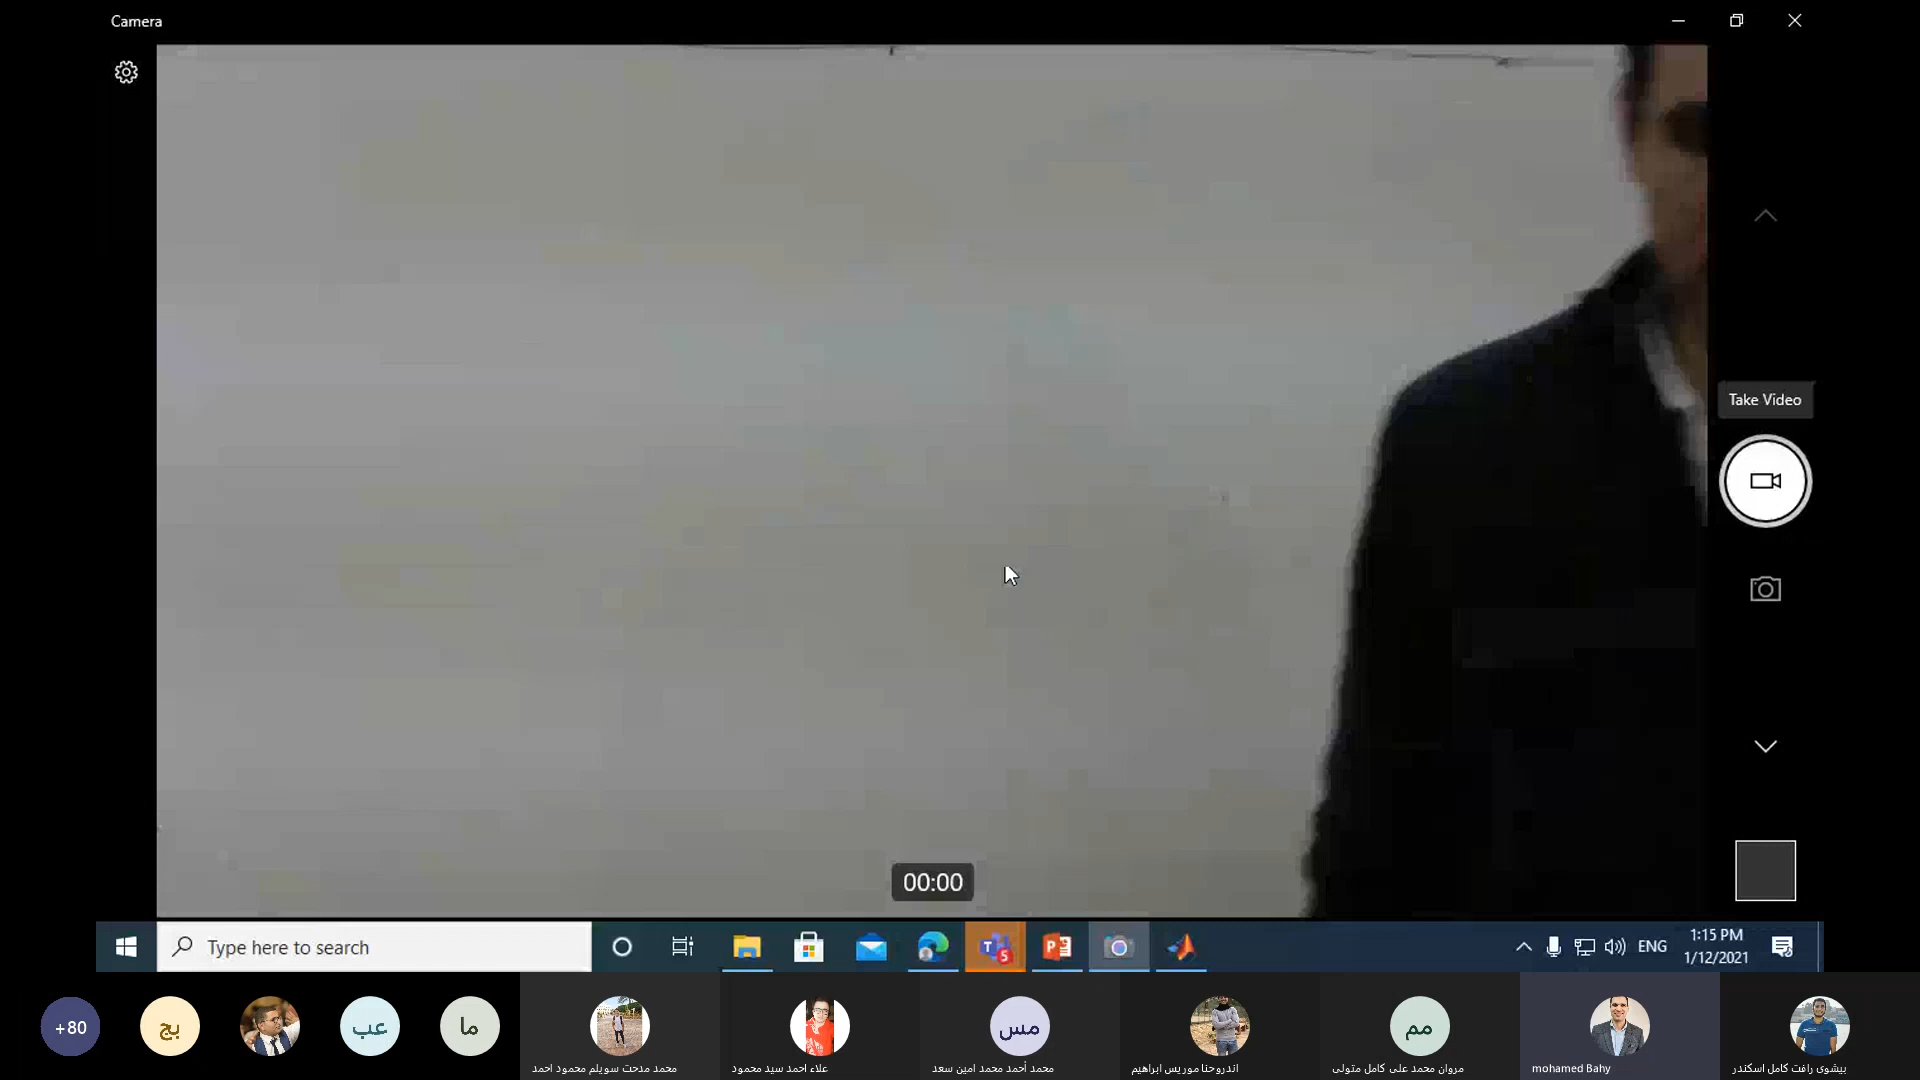 Camera
Take Video
00:00
Type here to search
ENG
1:15 PM
1/12/2021
5
+80
بج
عب
ما
محمد مدحت سويلم محمود احمد
علاء احمد سيد محمود
مس
محمد أحمد محمد امين سعد
اندروحنا موريس ابراهيم
مم
مروان محمد على كامل متولى
mohamed Bahy
بيشوى رافت كامل اسكندر